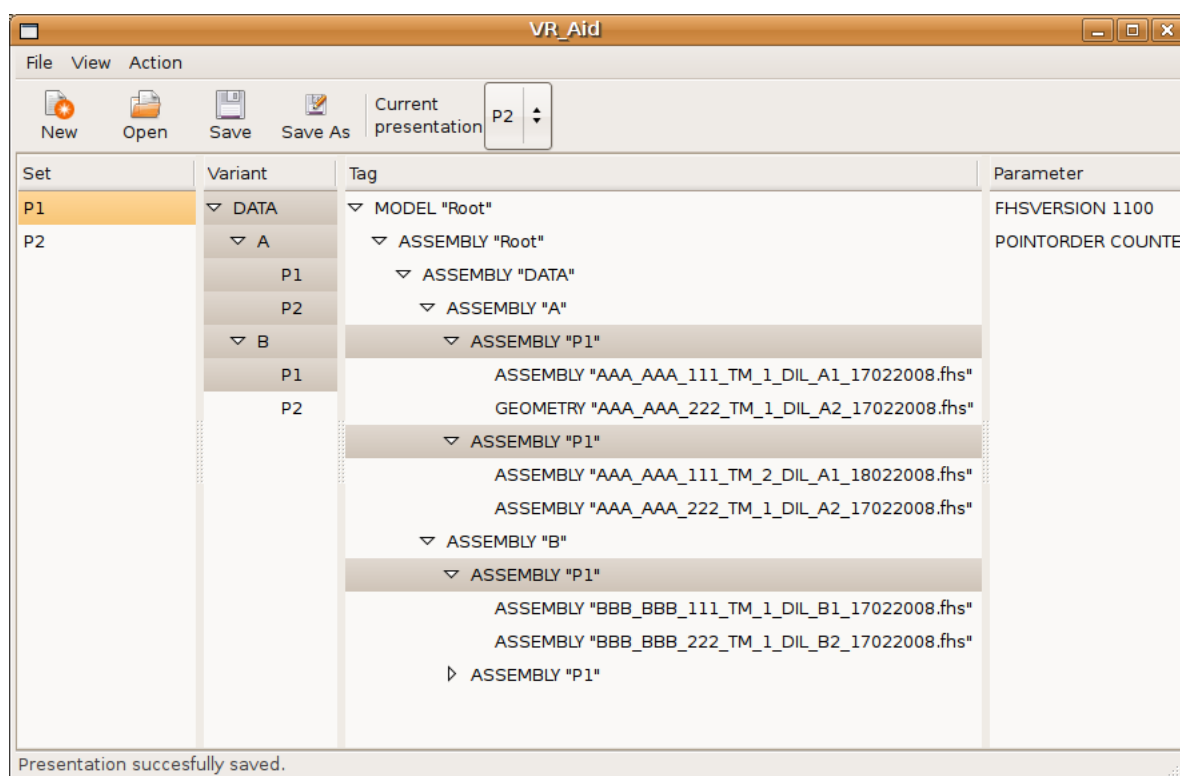 VR_Aid
File View Action
New Open Save Save As Current presentation P2
Set Variant Tag Parameter
P1 DATA MODEL "Root" FHSVERSION 1100
P2 A ASSEMBLY "Root" POINTORDER COUNTE
P1 ASSEMBLY "DATA"
P2 ASSEMBLY "A"
B ASSEMBLY "P1"
P1 ASSEMBLY "AAA_AAA_111_TM_1_DIL_A1_17022008.fhs"
P2 GEOMETRY "AAA_AAA_222_TM_1_DIL_A2_17022008.fhs"
ASSEMBLY "P1"
ASSEMBLY "AAA_AAA_111_TM_2_DIL_A1_18022008.fhs"
ASSEMBLY "AAA_AAA_222_TM_1_DIL_A2_17022008.fhs"
ASSEMBLY "B"
ASSEMBLY "P1"
ASSEMBLY "BBB_BBB_111_TM_1_DIL_B1_17022008.fhs"
ASSEMBLY "BBB_BBB_222_TM_1_DIL_B2_17022008.fhs"
ASSEMBLY "P1"
Presentation succesfully saved.